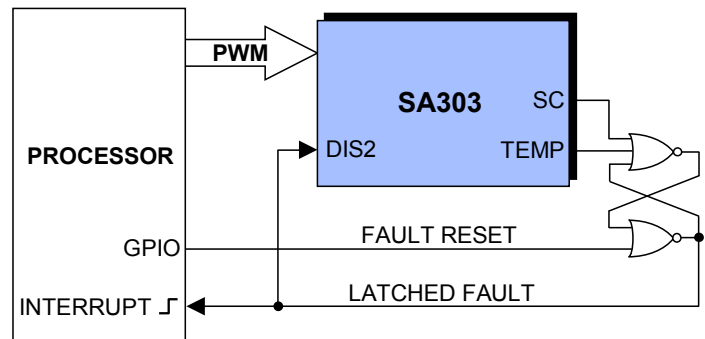 PWM
SA303
SC
PROCESSOR
DIS2
TEMP
GPIO
FAULT RESET
INTERRUPT
LATCHED FAULT